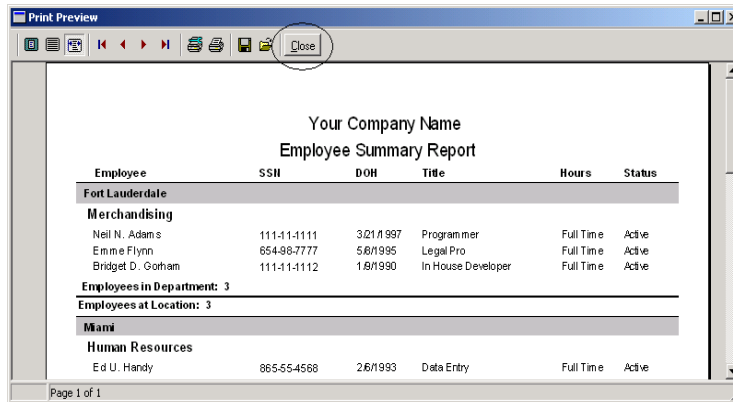 Print Preview
Close
Your Company Name
Employee Summary Report
Employee SSN DOH Title Hours Status
Fort Lauderdale
Merchandising
Neil N. Adams 111-11-1111 3/21/1997 Programmer Full Time Active
Emme Flynn 654-98-7777 5/8/1995 Legal Pro Full Time Active
Bridget D. Gorham 111-11-1112 1/9/1990 In House Developer Full Time Active
Employees in Department: 3
Employees at Location: 3
Miami
Human Resources
Ed U. Handy 865-55-4568 2/6/1993 Data Entry Full Time Active
Page 1 of 1